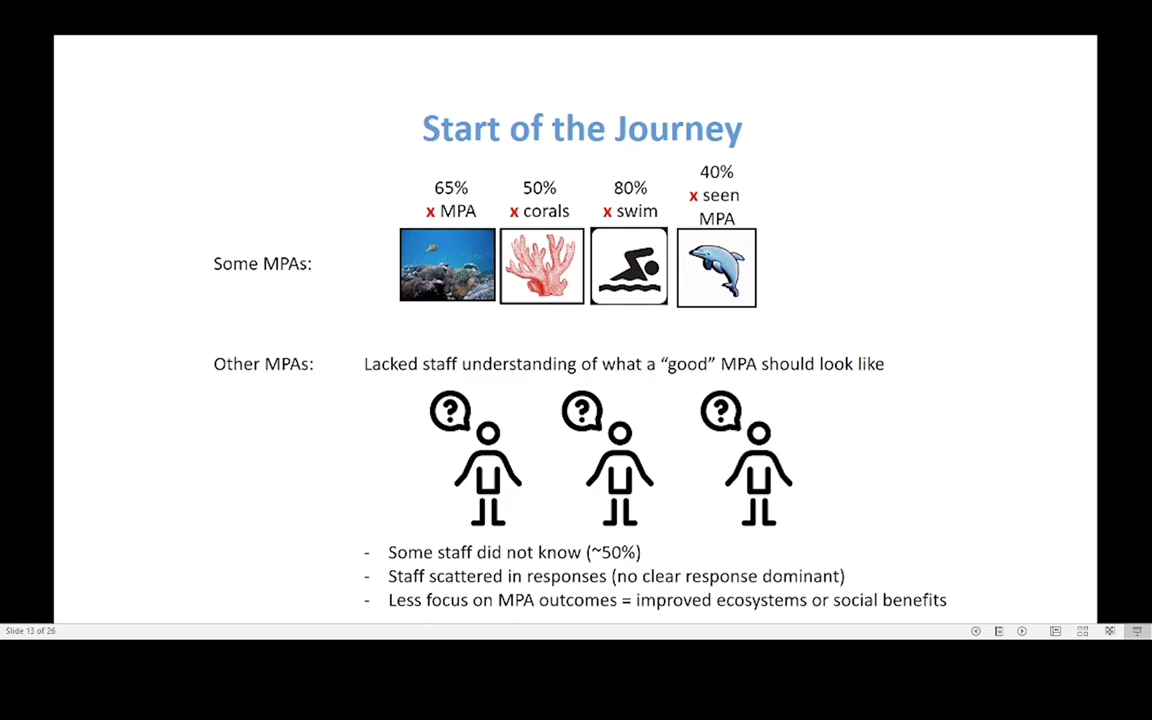 Start of the Journey
65%
x MPA
50%
x corals
80%
x swim
40%
x seen
MPA
Some MPAs:
Other MPAs:
Lacked staff understanding of what a “good” MPA should look like
? ? ?
- Some staff did not know (~50%)
- Staff scattered in responses (no clear response dominant)
- Less focus on MPA outcomes = improved ecosystems or social benefits
Slide 13 of 26